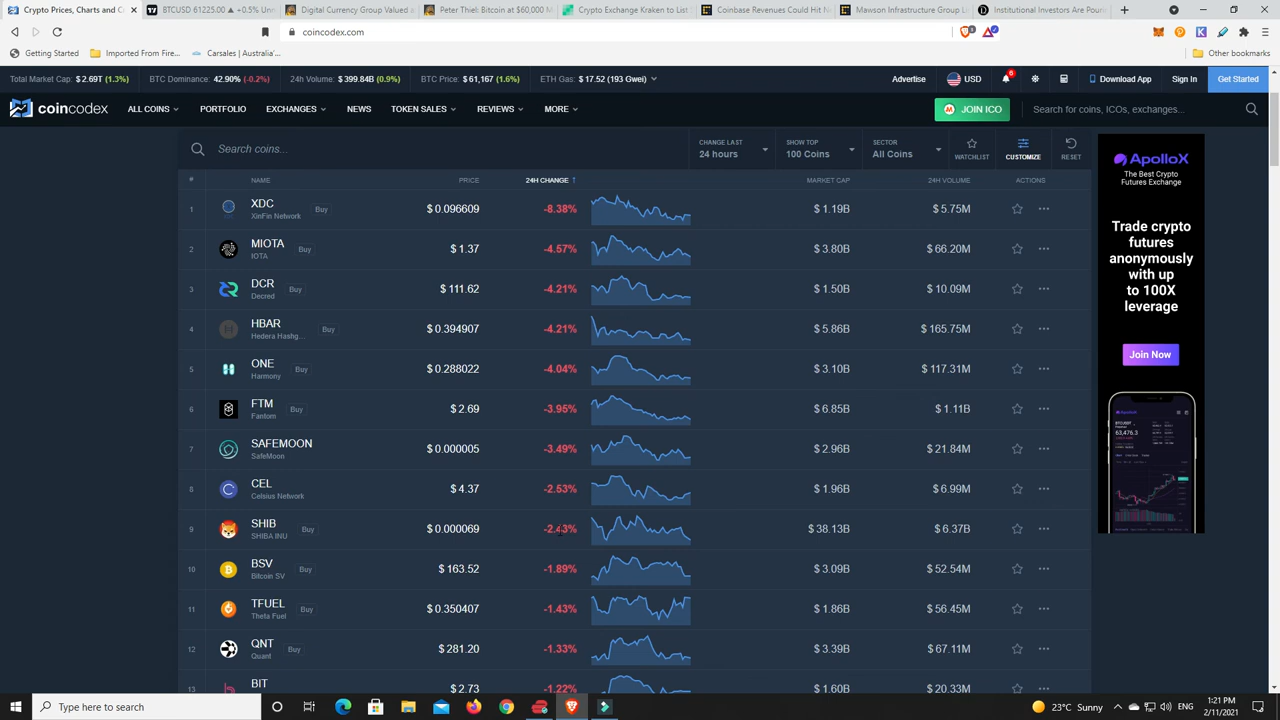 Crypto Prices, Charts and C
BTCUSD 61225.00 ▲ +0.5% Unn
Digital Currency Group Valued a
Peter Thiel: Bitcoin at $60,000 M
Crypto Exchange Kraken to List
Coinbase Revenues Could Hit N
Mawson Infrastructure Group L
Institutional Investors Are Pouri
coincodex.com
Getting Started
Imported From Fire...
Carsales | Australia'...
Other bookmarks
Total Market Cap: $ 2.69T (1.3%)
BTC Dominance: 42.90% (-0.2%)
24h Volume: $ 399.84B (0.9%)
BTC Price: $ 61,167 (1.6%)
ETH Gas: $ 17.52 (193 Gwei)
Advertise
USD
6
Download App
Sign In
Get Started
coincodex
ALL COINS
PORTFOLIO
EXCHANGES
NEWS
TOKEN SALES
REVIEWS
MORE
JOIN ICO
Search for coins, ICOs, exchanges...
Search coins...
CHANGE LAST
24 hours
SHOW TOP
100 Coins
SECTOR
All Coins
WATCHLIST
CUSTOMIZE
RESET
# NAME PRICE 24H CHANGE ↑ MARKET CAP 24H VOLUME ACTIONS
1 XDC Buy $ 0.096609 -8.38% $ 1.19B $ 5.75M
XinFin Network
2 MIOTA Buy $ 1.37 -4.57% $ 3.80B $ 66.20M
IOTA
3 DCR Buy $ 111.62 -4.21% $ 1.50B $ 10.09M
Decred
4 HBAR Buy $ 0.394907 -4.21% $ 5.86B $ 165.75M
Hedera Hashg...
5 ONE Buy $ 0.282022 -4.04% $ 3.10B $ 117.31M
Harmony
6 FTM Buy $ 2.69 -3.95% $ 6.85B $ 1.11B
Fantom
7 SAFEMOON $ 0.000005 -3.49% $ 2.96B $ 21.84M
SafeMoon
8 CEL $ 4.37 -2.53% $ 1.96B $ 6.99M
Celsius Network
9 SHIB Buy $ 0.000069 -2.43% $ 38.13B $ 6.37B
SHIBA INU
10 BSV Buy $ 163.52 -1.89% $ 3.09B $ 52.54M
Bitcoin SV
11 TFUEL Buy $ 0.350407 -1.43% $ 1.86B $ 56.45M
Theta Fuel
12 QNT Buy $ 281.20 -1.33% $ 3.39B $ 67.11M
Quant
13 BIT $ 2.73 -1.22% $ 1.60B $ 20.33M
ApolloX
The Best Crypto
Futures Exchange
Trade crypto
futures
anonymously
with up
to 100X
leverage
Join Now
63,476.3
Type here to search
23°C Sunny
1:21 PM
2/11/2021